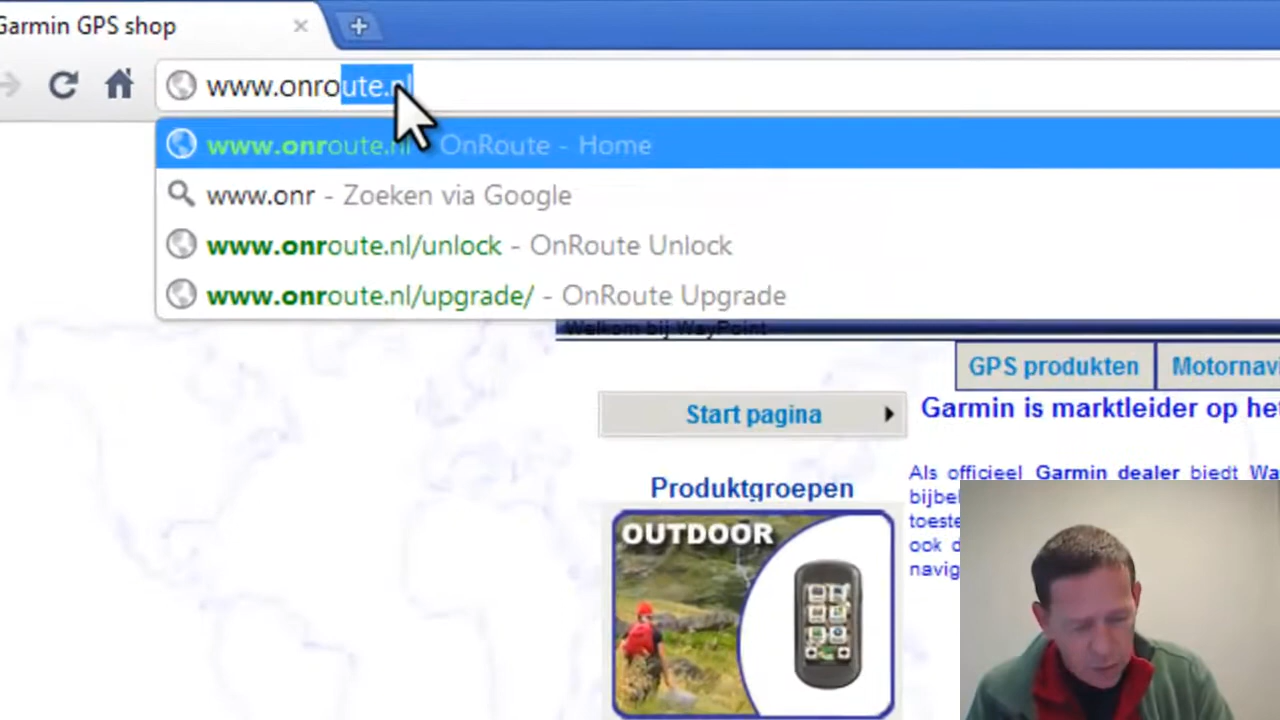 Garmin GPS shop
www.onroute.nl
www.onroute.nl - OnRoute - Home
www.onr - Zoeken via Google
www.onroute.nl/unlock - OnRoute Unlock
www.onroute.nl/upgrade/ - OnRoute Upgrade
Welkom bij WayPoint
GPS produkten
Motornavi
Start pagina
Garmin is marktleider op het
Produktgroepen
Als officieel Garmin dealer biedt Wa
bijbe
toeste
ook d
navig
OUTDOOR